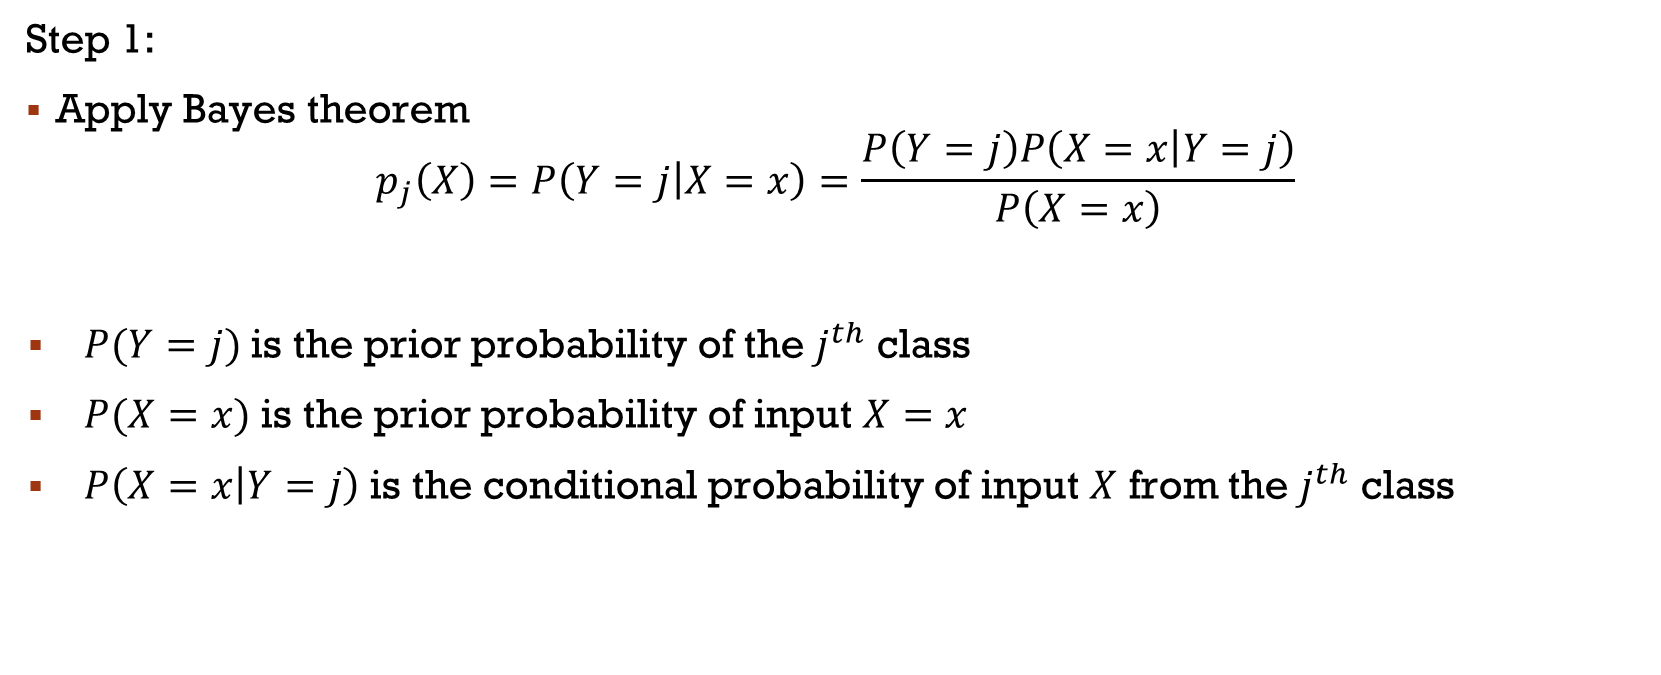 Step 1:
▪ Apply Bayes theorem
$p_j(X) = P(Y = j|X = x) = \frac{P(Y = j)P(X = x|Y = j)}{P(X = x)}$
▪ $P(Y = j)$ is the prior probability of the $j^{th}$ class
▪ $P(X = x)$ is the prior probability of input $X = x$
▪ $P(X = x|Y = j)$ is the conditional probability of input $X$ from the $j^{th}$ class